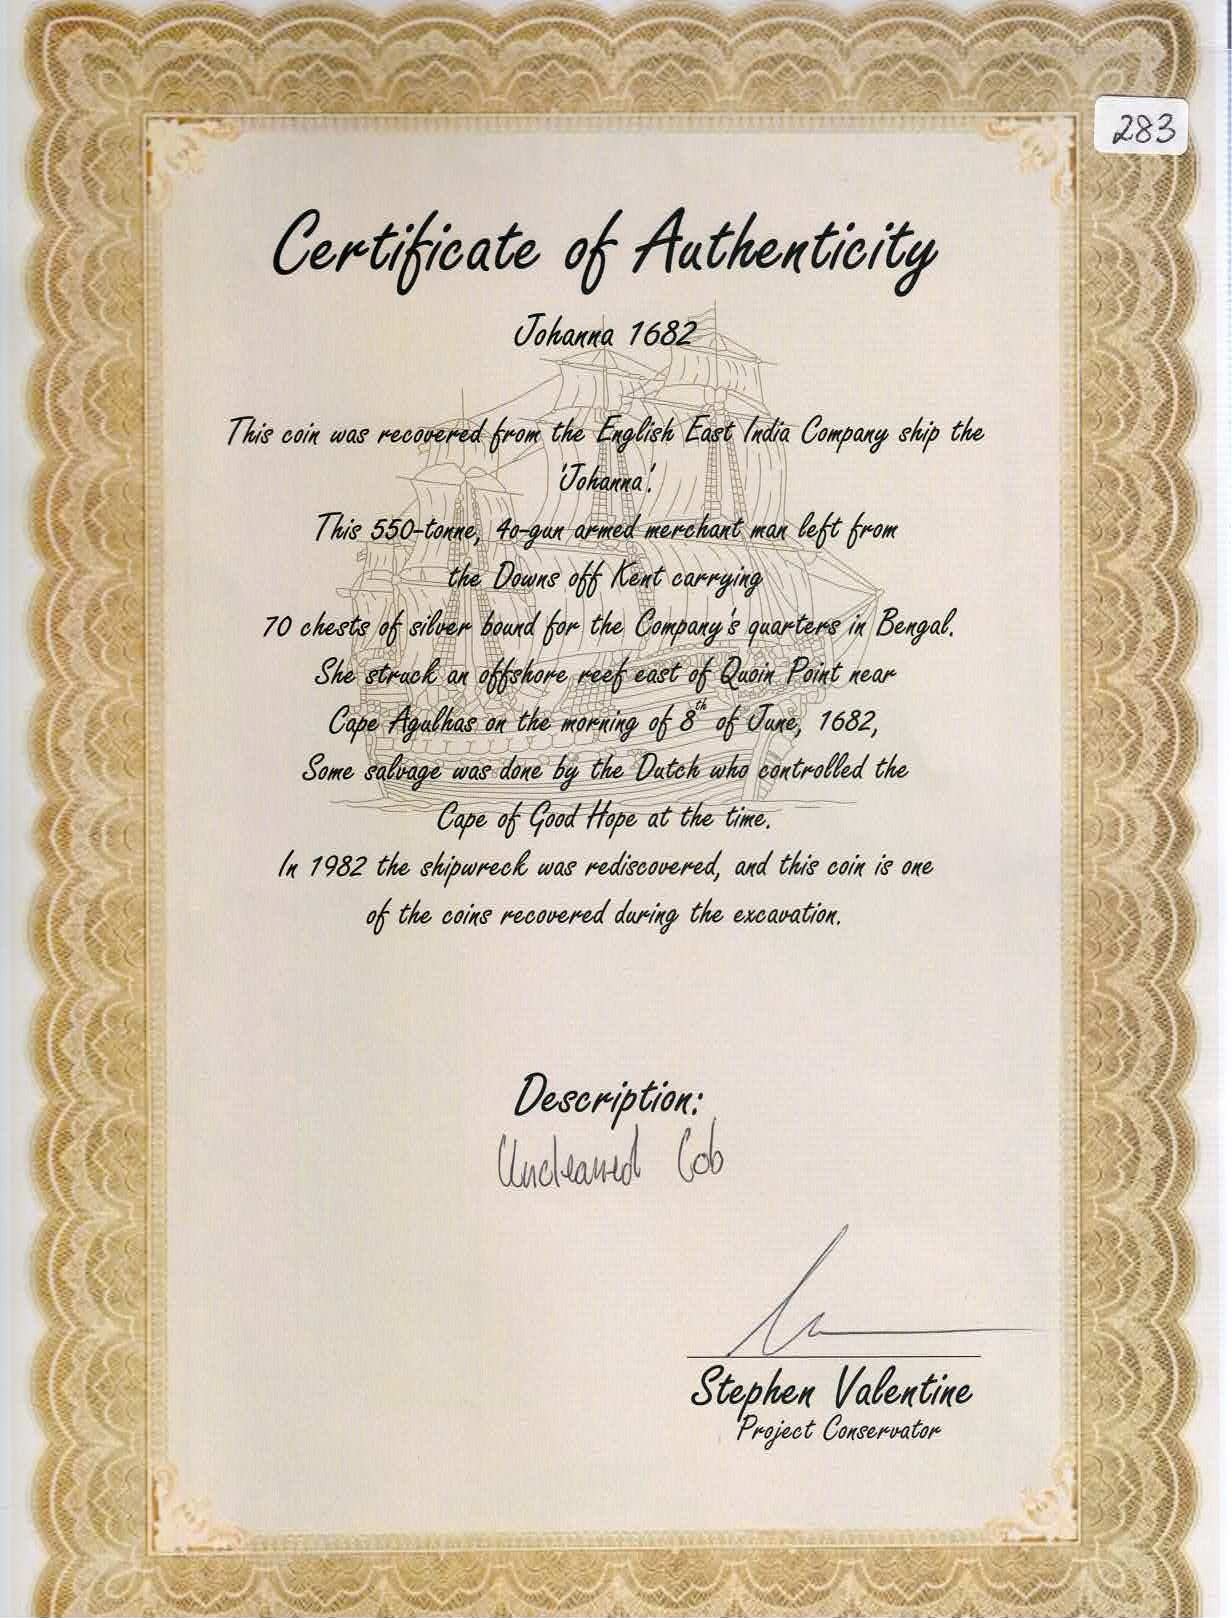 283
Certificate of Authenticity
Johanna 1682
This coin was recovered from the English East India Company ship the
'Johanna'.
This 550-tonne, 4o-gun armed merchant man left from
the Downs off Kent carrying
70 chests of silver bound for the Company's quarters in Bengal.
She struck an offshore reef east of Quoin Point near
Cape Agulhas on the morning of 8th of June, 1682,
Some salvage was done by the Dutch who controlled the
Cape of Good Hope at the time.
In 1982 the shipwreck was rediscovered, and this coin is one
of the coins recovered during the excavation.
Description:
Uncleaned Cob
Stephen Valentine
Project Conservator